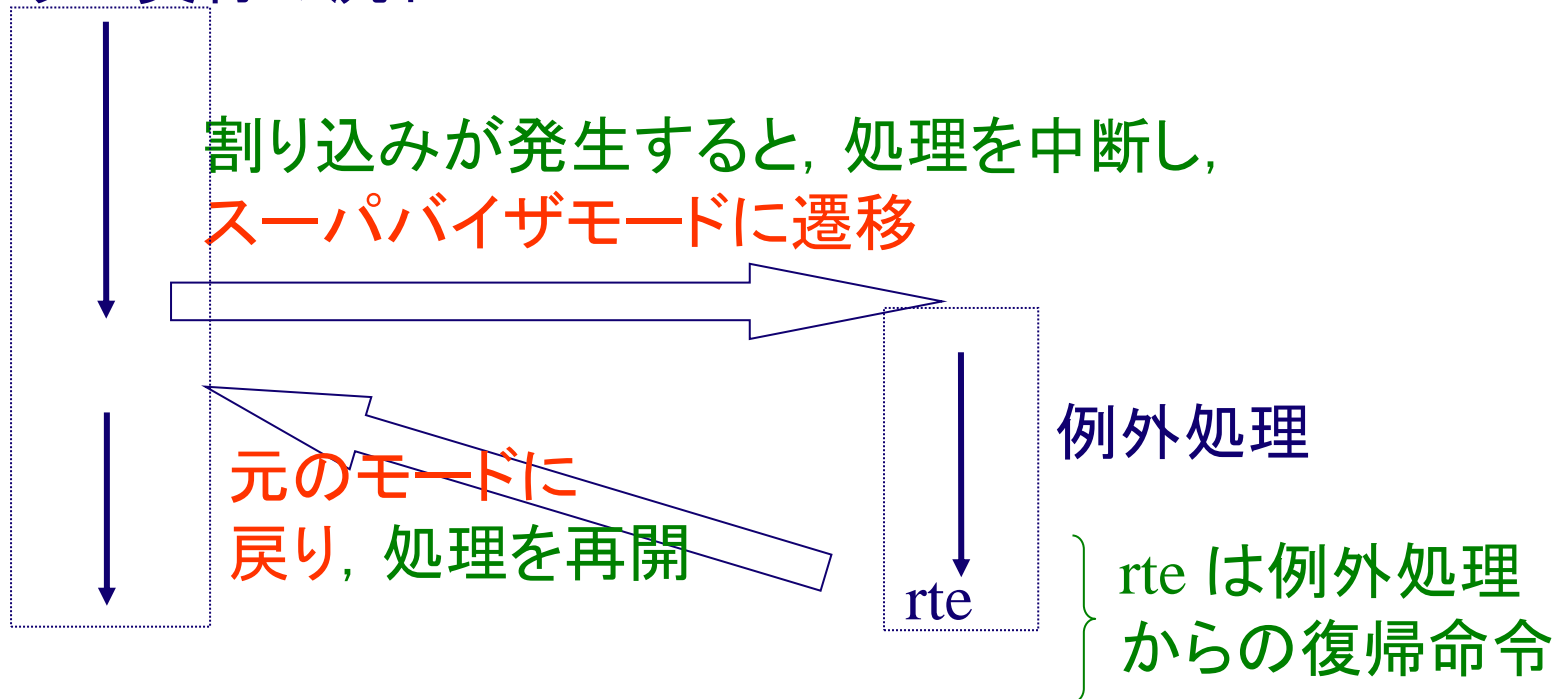 割り込みが発生すると, 処理を中断し,
スーパバイザモードに遷移
例外処理
元のモードに
戻り, 処理を再開
rte
rte は例外処理
からの復帰命令